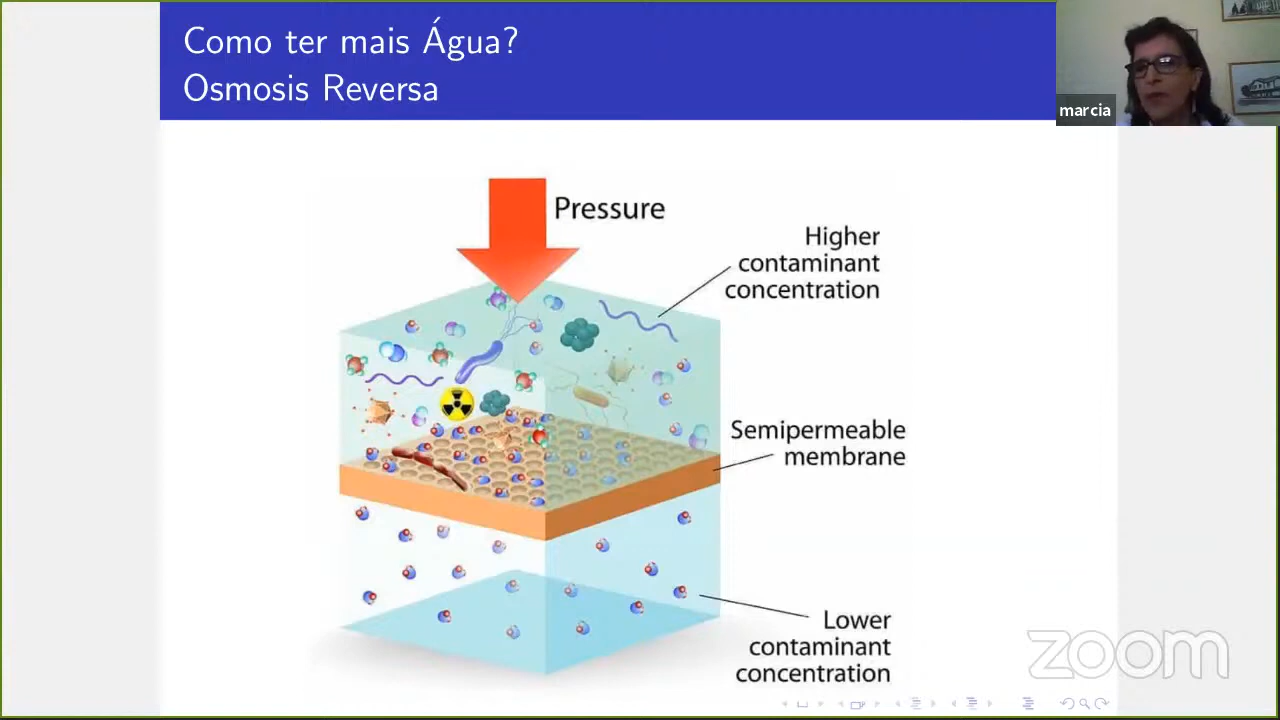 Como ter mais Água?
Osmosis Reversa
marcia
Pressure
Higher
contaminant
concentration
Semipermeable
membrane
Lower
contaminant
concentration
zoom